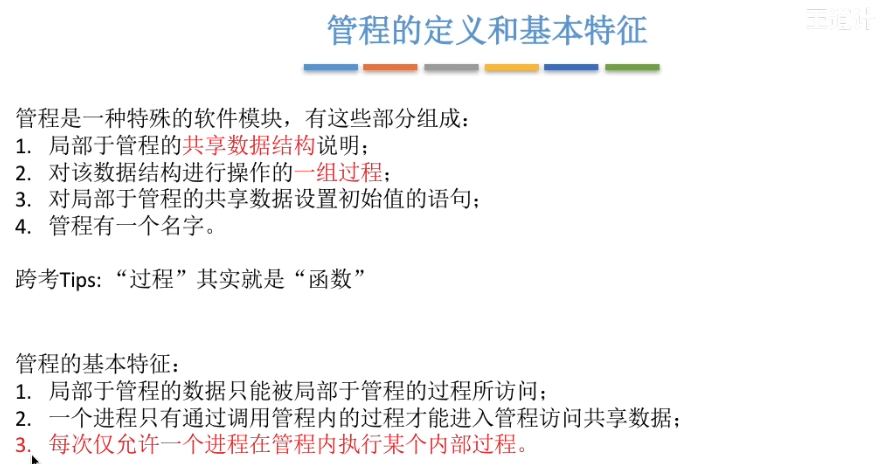 管程的定义和基本特征
管程是一种特殊的软件模块，有这些部分组成：
1. 局部于管程的共享数据结构说明；
2. 对该数据结构进行操作的一组过程；
3. 对局部于管程的共享数据设置初始值的语句；
4. 管程有一个名字。
跨考Tips: “过程”其实就是“函数”
管程的基本特征：
1. 局部于管程的数据只能被局部于管程的过程所访问；
2. 一个进程只有通过调用管程内的过程才能进入管程访问共享数据；
3. 每次仅允许一个进程在管程内执行某个内部过程。